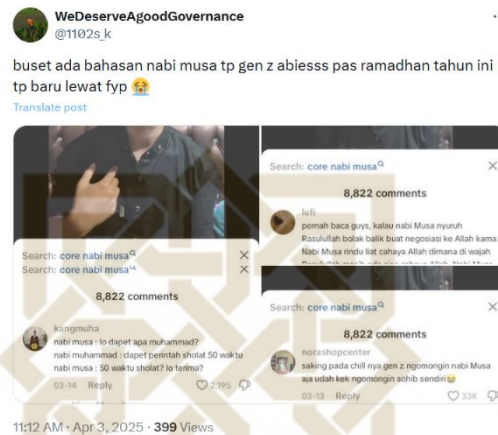 WeDeserveAgoodGovernance
@1102s_k
buset ada bahasan nabi musa tp gen z abiesss pas ramadhan tahun ini
tp baru lewat fyp 😭
Translate post
Search: core nabi musa
Search: core nabi musa
8,822 comments
kangmuha
nabi musa : lo dapet apa muhammad?
nabi muhammad : dapet perintah sholat 50 waktu
nabi musa : 50 waktu sholat? lo terima?
03-14 Reply
2.195
Search: core nabi musa
8,822 comments
lufi
pernah baca guys, kalau nabi Musa nyuruh
Rasulullah bolak balik buat negosiasi ke Allah karna
Nabi Musa rindu liat cahaya Allah dimana di wajah
Search: core nabi musa
8,822 comments
norashopcenter
saking pada chill nya gen z ngomongin nabi Musa
aja udah kek ngomongin sohib sendiri😂
03-13 Reply
33K
11:12 AM · Apr 3, 2025 · 399 Views